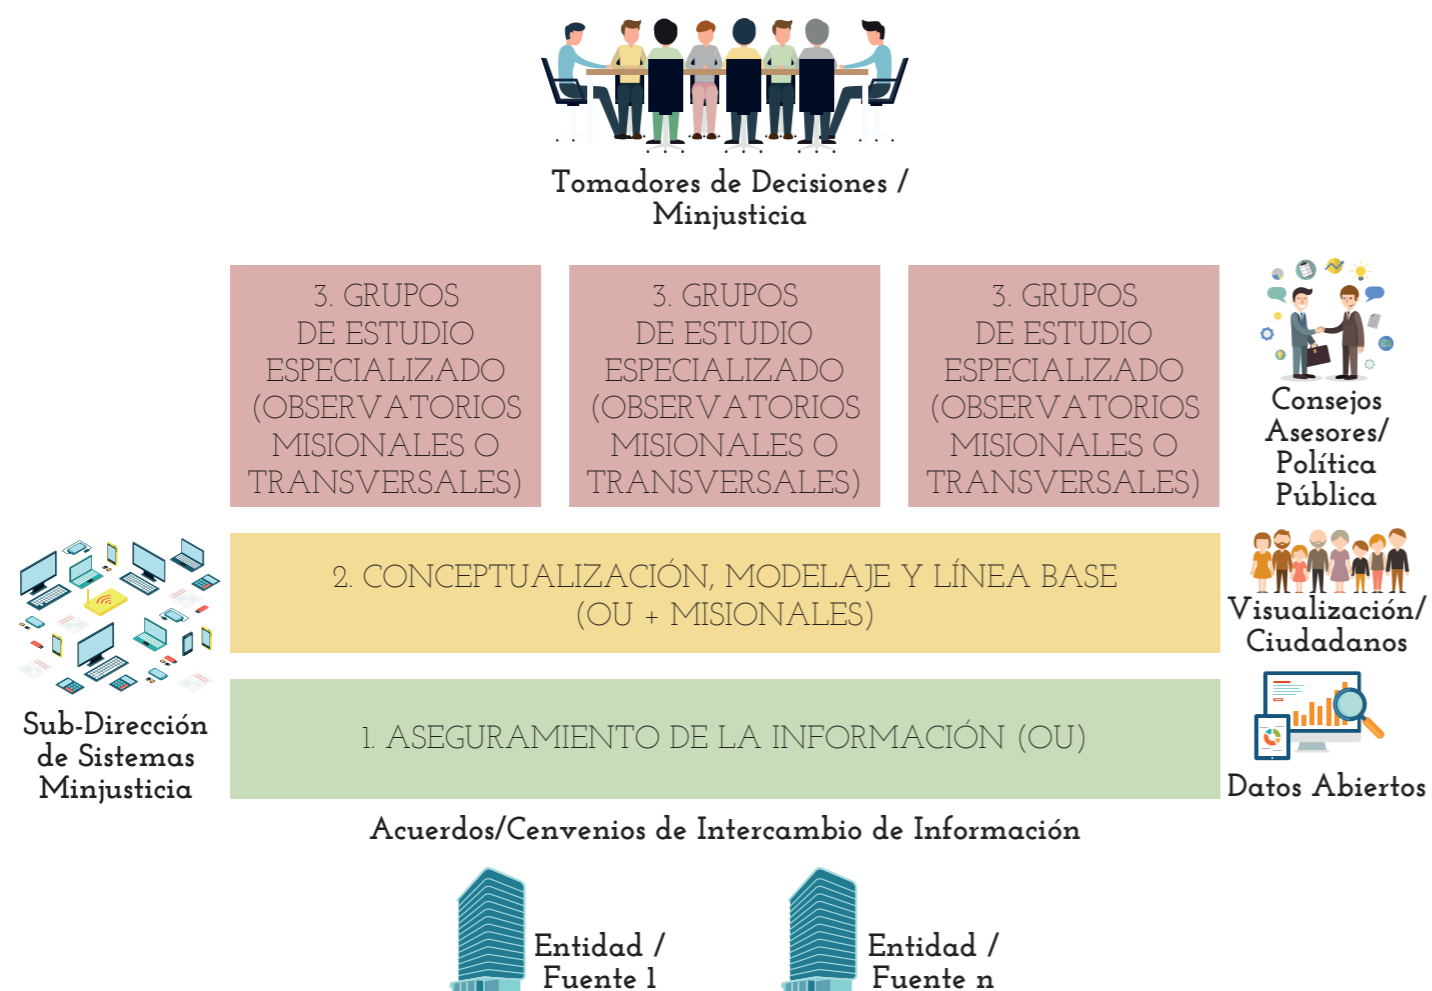 Tomadores de Decisiones /
Minjusticia
3. GRUPOS
DE ESTUDIO
ESPECIALIZADO
(OBSERVATORIOS
MISIONALES O
TRANSVERSALES)
3. GRUPOS
DE ESTUDIO
ESPECIALIZADO
(OBSERVATORIOS
MISIONALES O
TRANSVERSALES)
3. GRUPOS
DE ESTUDIO
ESPECIALIZADO
(OBSERVATORIOS
MISIONALES O
TRANSVERSALES)
Consejos
Asesores/
Política
Pública
2. CONCEPTUALIZACIÓN, MODELAJE Y LÍNEA BASE
(OU + MISIONALES)
Visualización/
Ciudadanos
Sub-Dirección
de Sistemas
Minjusticia
1. ASEGURAMIENTO DE LA INFORMACIÓN (OU)
Datos Abiertos
Acuerdos/Cenvenios de Intercambio de Información
Entidad /
Fuente 1
Entidad /
Fuente n